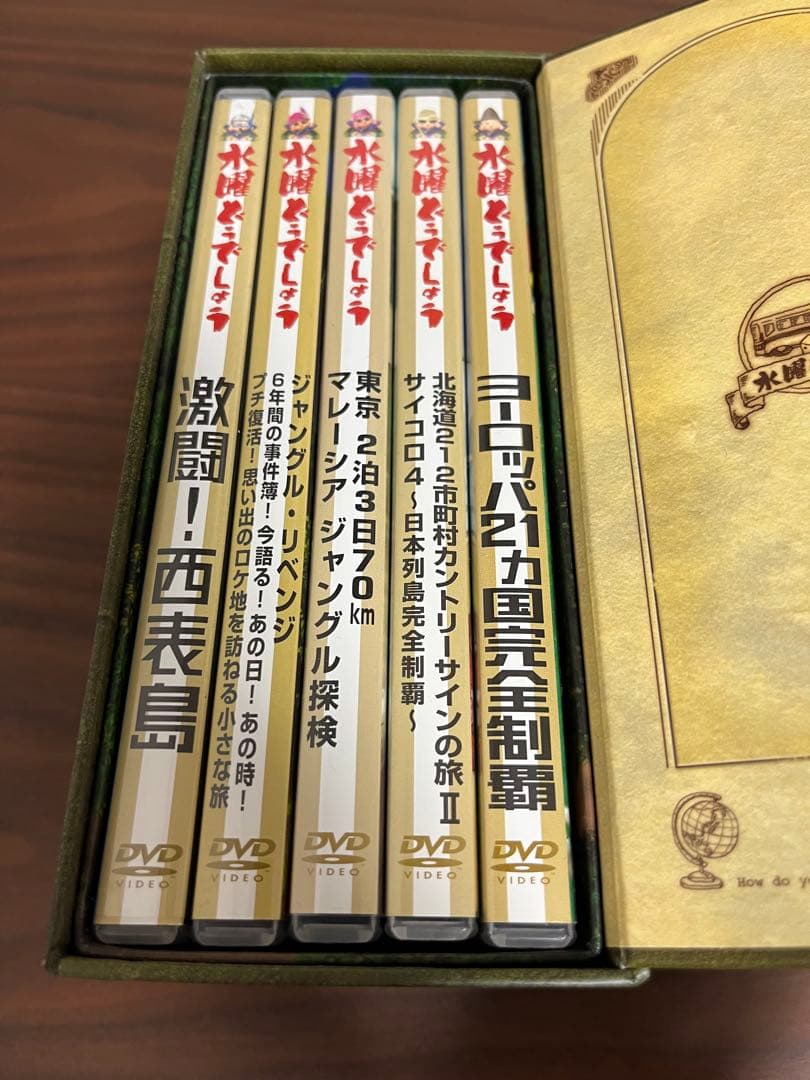 水曜どうでしょう
激闘！西表島
DVD
VIDEO
水曜どうでしょう
ジャングル・リベンジ
6年間の事件簿！今語る！あの日！あの時！
プチ復活！思い出のロケ地を訪ねる小さな旅
DVD
VIDEO
水曜どうでしょう
東京 2泊3日70km
マレーシア ジャングル探検
DVD
VIDEO
水曜どうでしょう
北海道212市町村カントリーサインの旅Ⅱ
サイコロ4～日本列島完全制覇～
DVD
VIDEO
水曜どうでしょう
ヨーロッパ21ヵ国完全制覇
DVD
VIDEO
水曜
How do